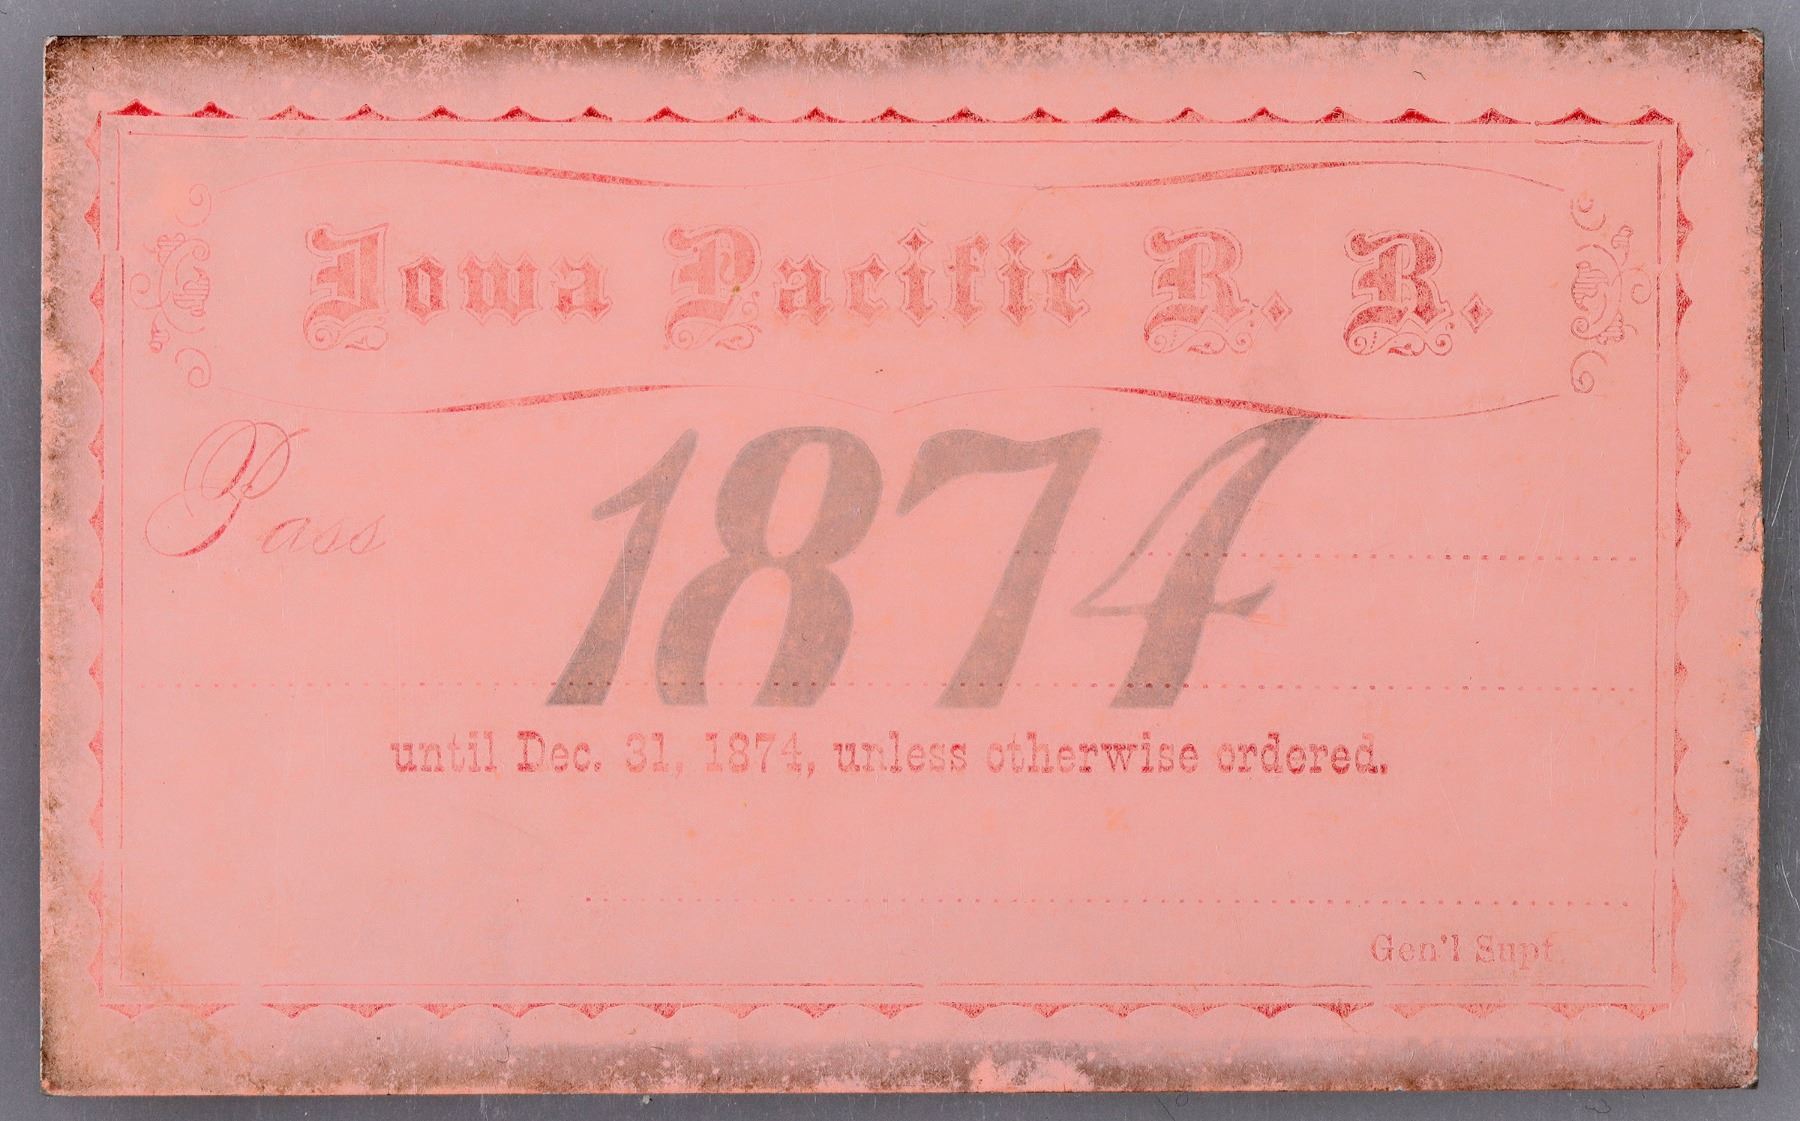 Iowa Pacific R. R.
Pass
1874
until Dec. 31, 1874, unless otherwise ordered.
Gen'l Supt.